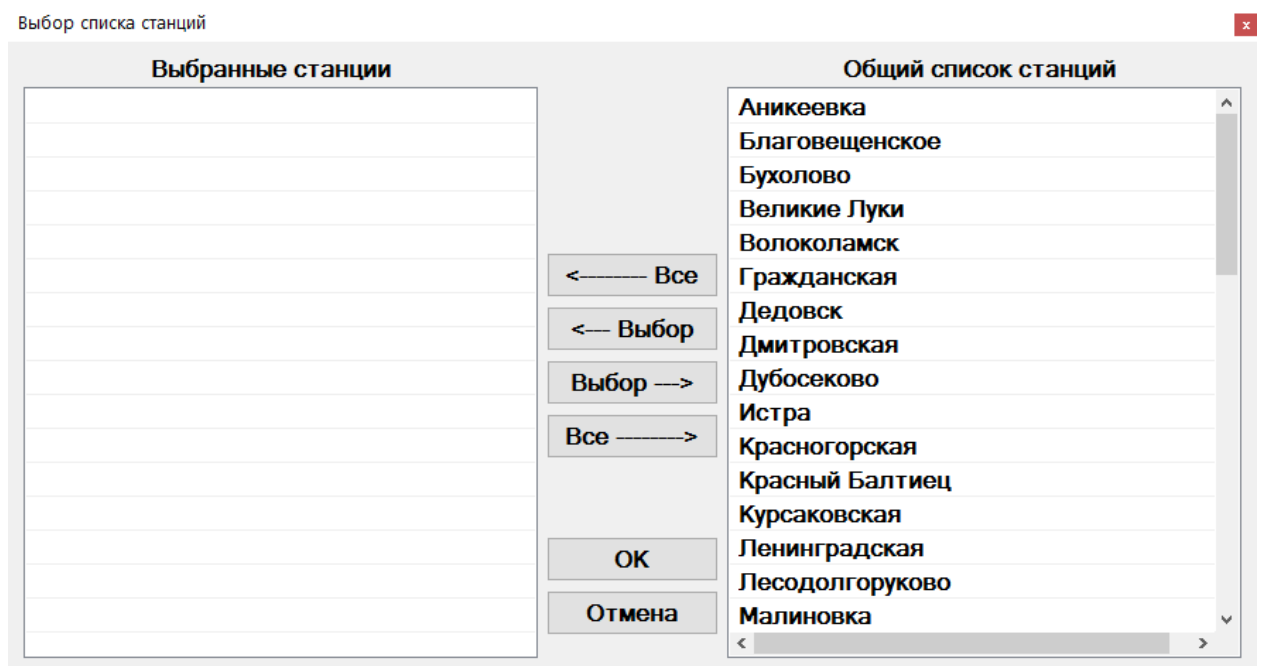 Выбор списка станций
x
Выбранные станции
Общий список станций
<-------- Все
<--- Выбор
Выбор --->
Все -------->
OK
Отмена
Аникеевка
Благовещенское
Бухолово
Великие Луки
Волоколамск
Гражданская
Дедовск
Дмитровская
Дубосеково
Истра
Красногорская
Красный Балтиец
Курсаковская
Ленинградская
Лесодолгоруково
Малиновка